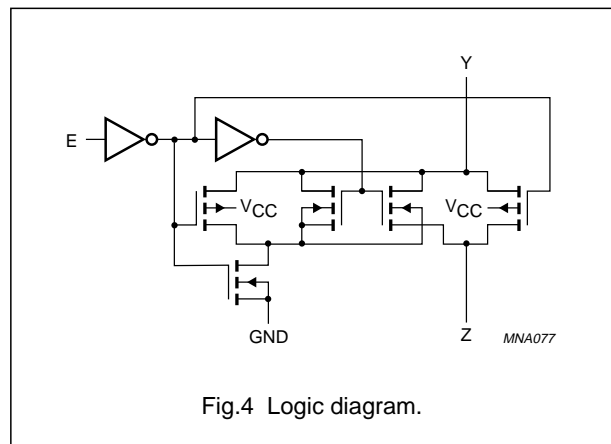 Y
E
VCC
VCC
GND
Z
MNA077
Fig.4 Logic diagram.